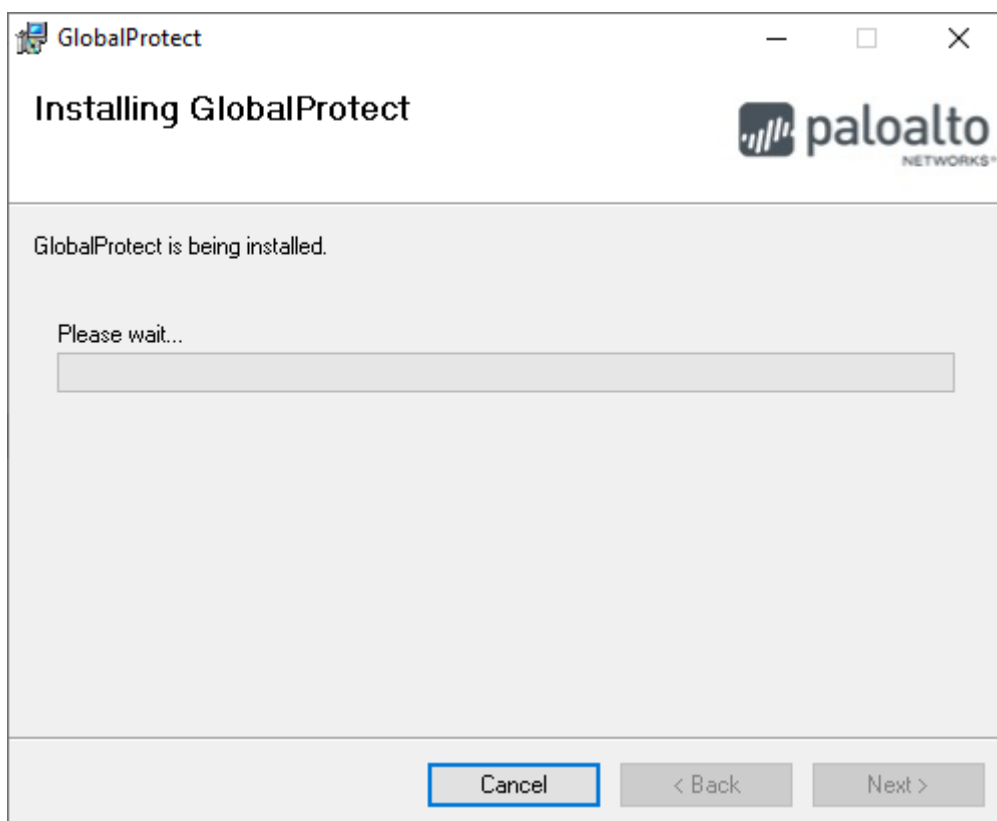 GlobalProtect
Installing GlobalProtect
paloalto
NETWORKS®
GlobalProtect is being installed.
Please wait...
Cancel
< Back
Next >